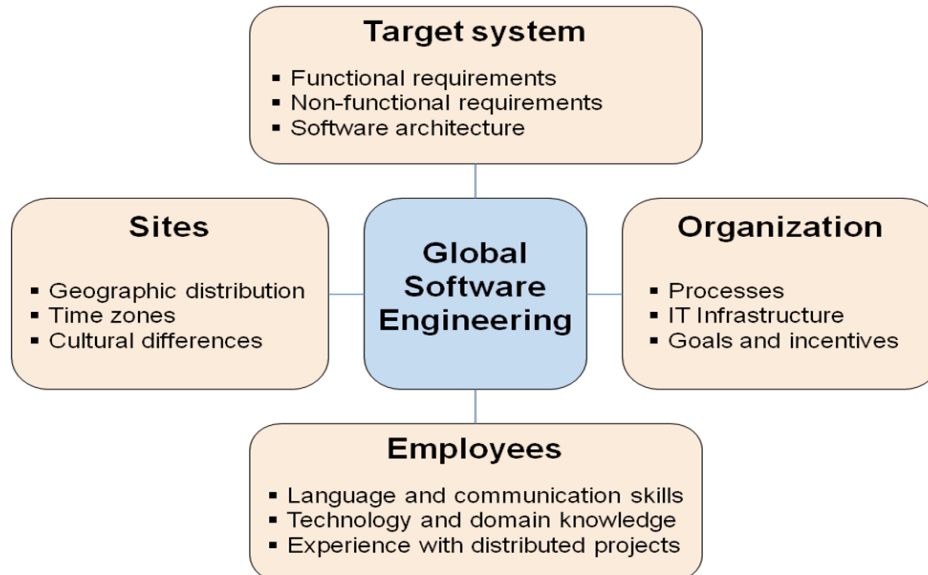 Target system
▪ Functional requirements
▪ Non-functional requirements
▪ Software architecture
Sites
▪ Geographic distribution
▪ Time zones
▪ Cultural differences
Global
Software
Engineering
Organization
▪ Processes
▪ IT Infrastructure
▪ Goals and incentives
Employees
▪ Language and communication skills
▪ Technology and domain knowledge
▪ Experience with distributed projects